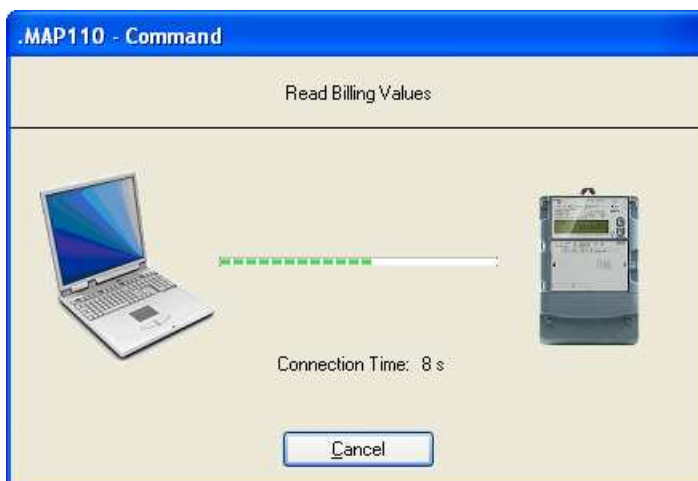 .MAP110 - Command
Read Billing Values
Connection Time: 8 s
Cancel